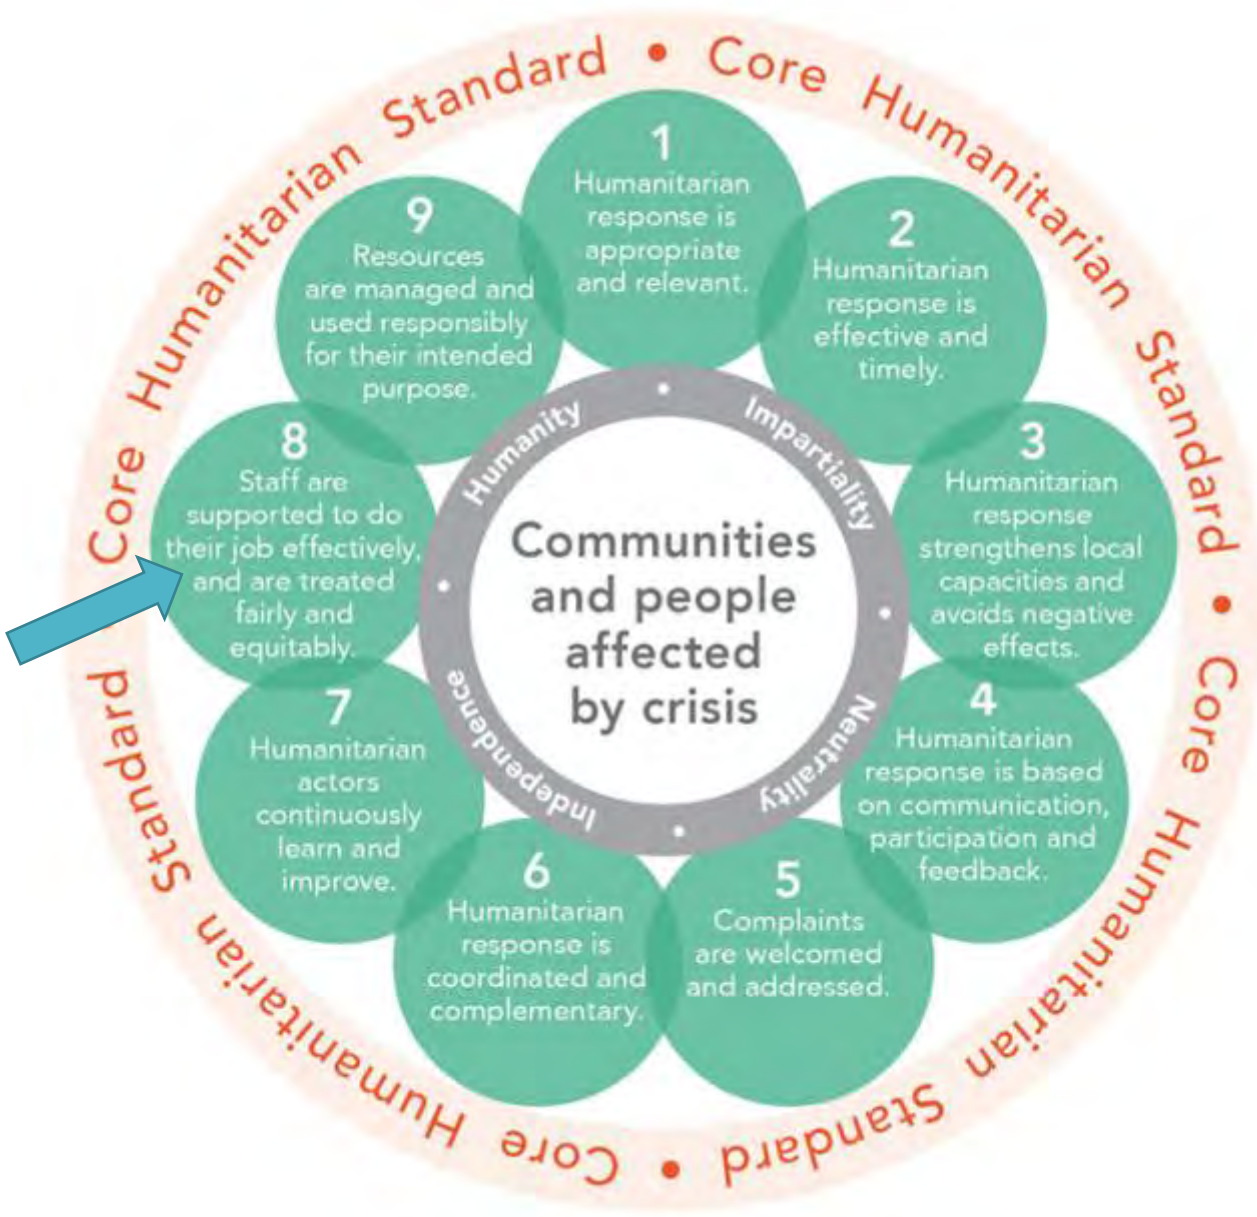 Core Humanitarian Standard • Core Humanitarian Standard • Core Humanitarian Standard • Core Humanitarian Standard
1
Humanitarian
response is
appropriate
and relevant.
2
Humanitarian
response is
effective and
timely.
3
Humanitarian
response
strengthens local
capacities and
avoids negative
effects.
4
Humanitarian
response is based
on communication,
participation and
feedback.
5
Complaints
are welcomed
and addressed.
6
Humanitarian
response is
coordinated and
complementary.
7
Humanitarian
actors
continuously
learn and
improve.
8
Staff are
supported to do
their job effectively,
and are treated
fairly and
equitably.
9
Resources
are managed and
used responsibly
for their intended
purpose.
Humanity • Impartiality • Neutrality • Independence •
Communities
and people
affected
by crisis